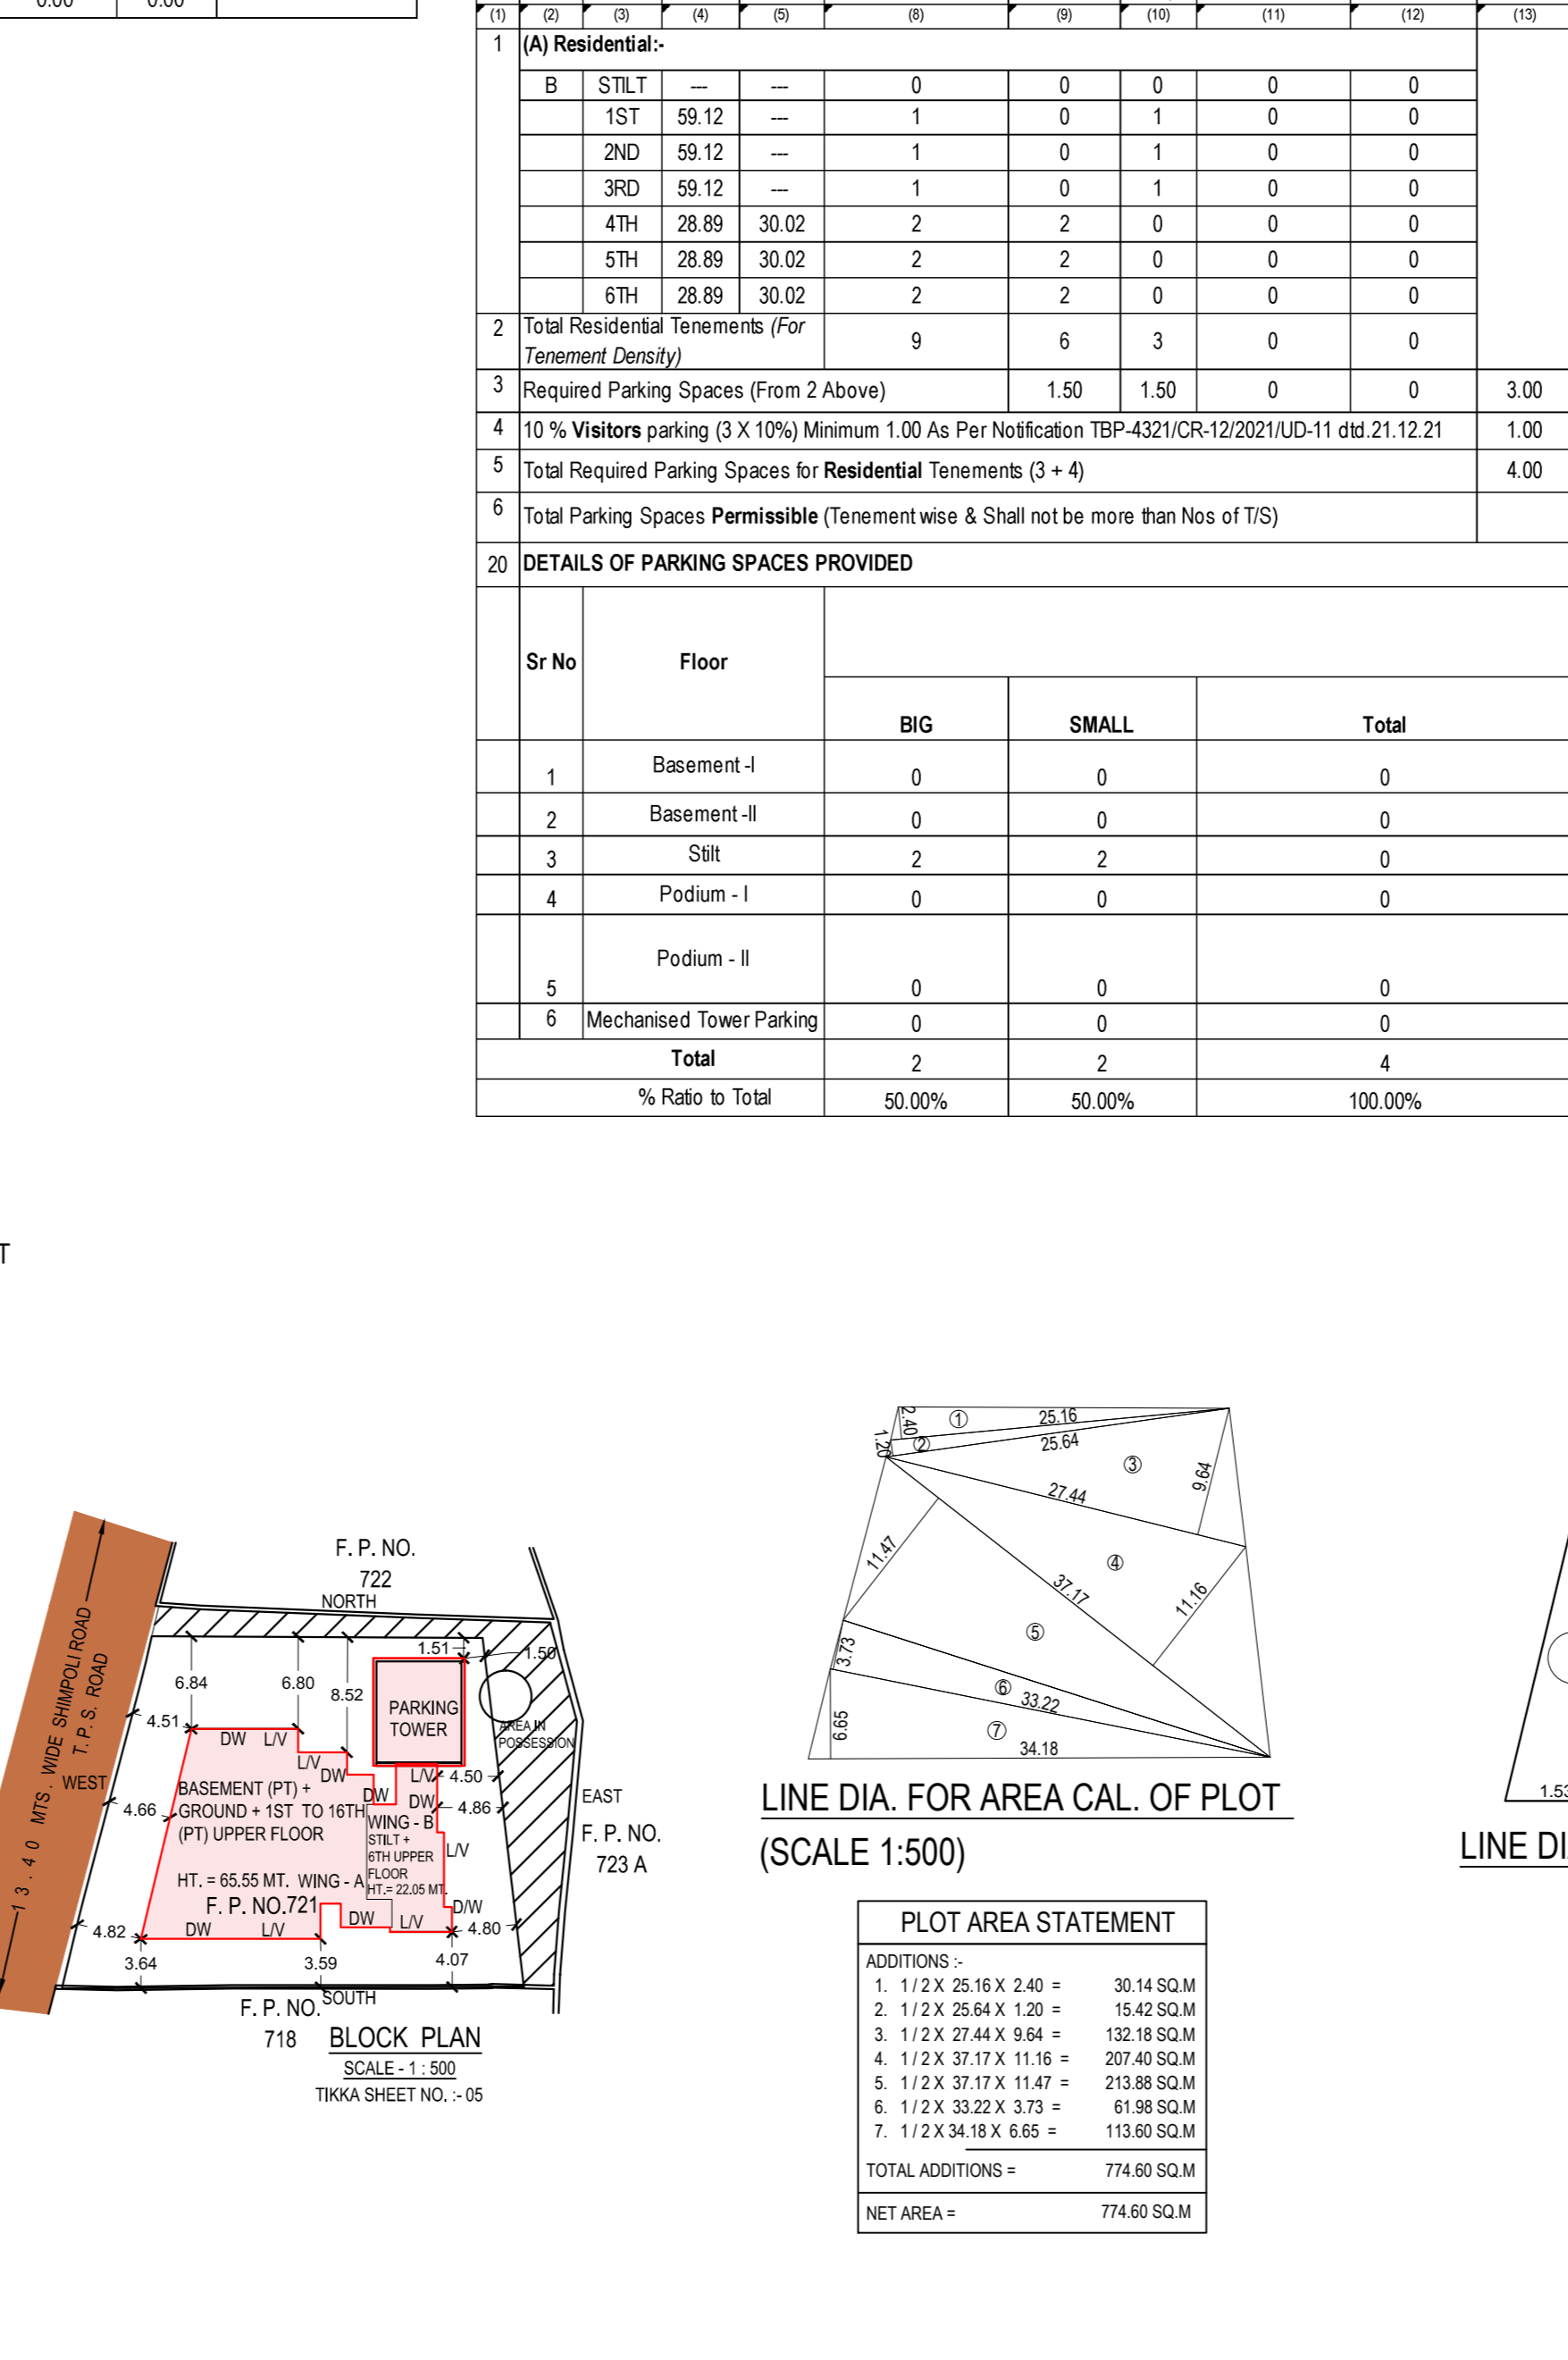 0.00 0.00
(1) (2) (3) (4) (5) (8) (9) (10) (11) (12) (13)
1 (A) Residential:-
B STILT --- --- 0 0 0 0 0
1ST 59.12 --- 1 0 1 0 0
2ND 59.12 --- 1 0 1 0 0
3RD 59.12 --- 1 0 1 0 0
4TH 28.89 30.02 2 2 0 0 0
5TH 28.89 30.02 2 2 0 0 0
6TH 28.89 30.02 2 2 0 0 0
2 Total Residential Tenements (For
Tenement Density) 9 6 3 0 0
3 Required Parking Spaces (From 2 Above) 1.50 1.50 0 0 3.00
4 10 % Visitors parking (3 X 10%) Minimum 1.00 As Per Notification TBP-4321/CR-12/2021/UD-11 dtd.21.12.21 1.00
5 Total Required Parking Spaces for Residential Tenements (3 + 4) 4.00
6 Total Parking Spaces Permissible (Tenement wise & Shall not be more than Nos of T/S)
20 DETAILS OF PARKING SPACES PROVIDED
Sr No Floor
BIG SMALL Total
1 Basement -I 0 0 0
2 Basement -II 0 0 0
3 Stilt 2 2 0
4 Podium - I 0 0 0
5 Podium - II 0 0 0
6 Mechanised Tower Parking 0 0 0
Total 2 2 4
% Ratio to Total 50.00% 50.00% 100.00%
T
13.40 MTS. WIDE SHIMPOLI ROAD
T. P. S. ROAD
WEST
F. P. NO.
722
NORTH
1.51
1.50
6.84
6.80
8.52
4.51
PARKING
TOWER
AREA IN
POSSESSION
DW L/V
L/V
DW
DW
L/V
4.50
DW
4.86
EAST
F. P. NO.
723 A
4.66
BASEMENT (PT) +
GROUND + 1ST TO 16TH
(PT) UPPER FLOOR
HT. = 65.55 MT. WING - A
F. P. NO.721
WING - B
STILT +
6TH UPPER
FLOOR
HT.= 22.05 MT.
L/V
D/W
4.82
DW L/V
DW
L/V
4.80
3.64
3.59
4.07
SOUTH
F. P. NO.
718
BLOCK PLAN
SCALE - 1 : 500
TIKKA SHEET NO. :- 05
2.40
1
25.16
1.20
2
25.64
3
9.64
27.44
11.47
4
37.17
11.16
5
3.73
6
33.22
6.65
7
34.18
LINE DIA. FOR AREA CAL. OF PLOT
(SCALE 1:500)
PLOT AREA STATEMENT
ADDITIONS :-
1. 1 / 2 X 25.16 X 2.40 = 30.14 SQ.M
2. 1 / 2 X 25.64 X 1.20 = 15.42 SQ.M
3. 1 / 2 X 27.44 X 9.64 = 132.18 SQ.M
4. 1 / 2 X 37.17 X 11.16 = 207.40 SQ.M
5. 1 / 2 X 37.17 X 11.47 = 213.88 SQ.M
6. 1 / 2 X 33.22 X 3.73 = 61.98 SQ.M
7. 1 / 2 X 34.18 X 6.65 = 113.60 SQ.M
TOTAL ADDITIONS = 774.60 SQ.M
NET AREA = 774.60 SQ.M
1.53
LINE DI